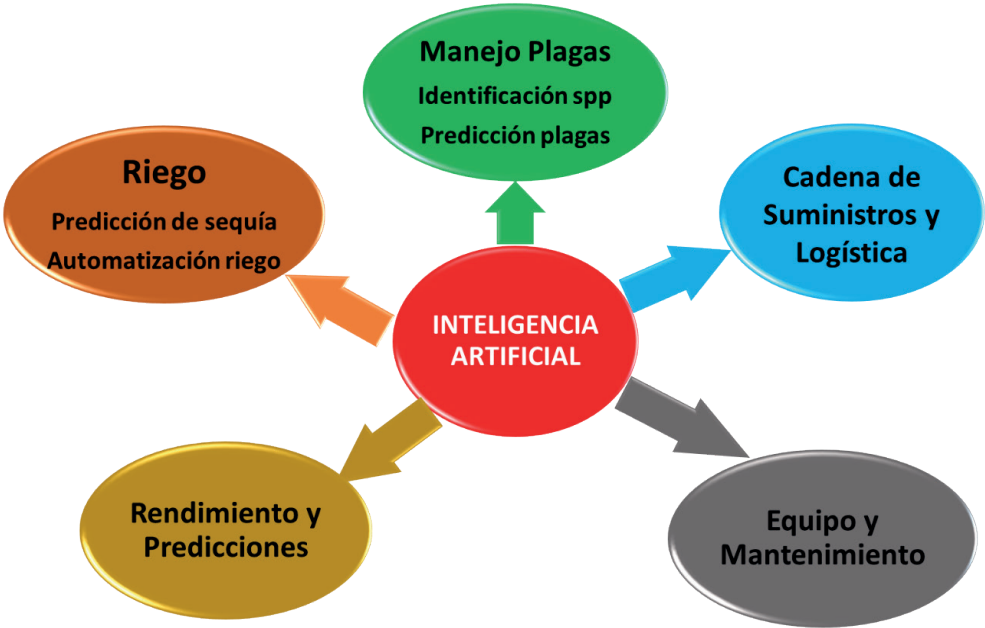 Manejo Plagas
Identificación spp
Predicción plagas
Riego
Predicción de sequía
Automatización riego
Cadena de
Suministros y
Logística
INTELIGENCIA
ARTIFICIAL
Rendimiento y
Predicciones
Equipo y
Mantenimiento